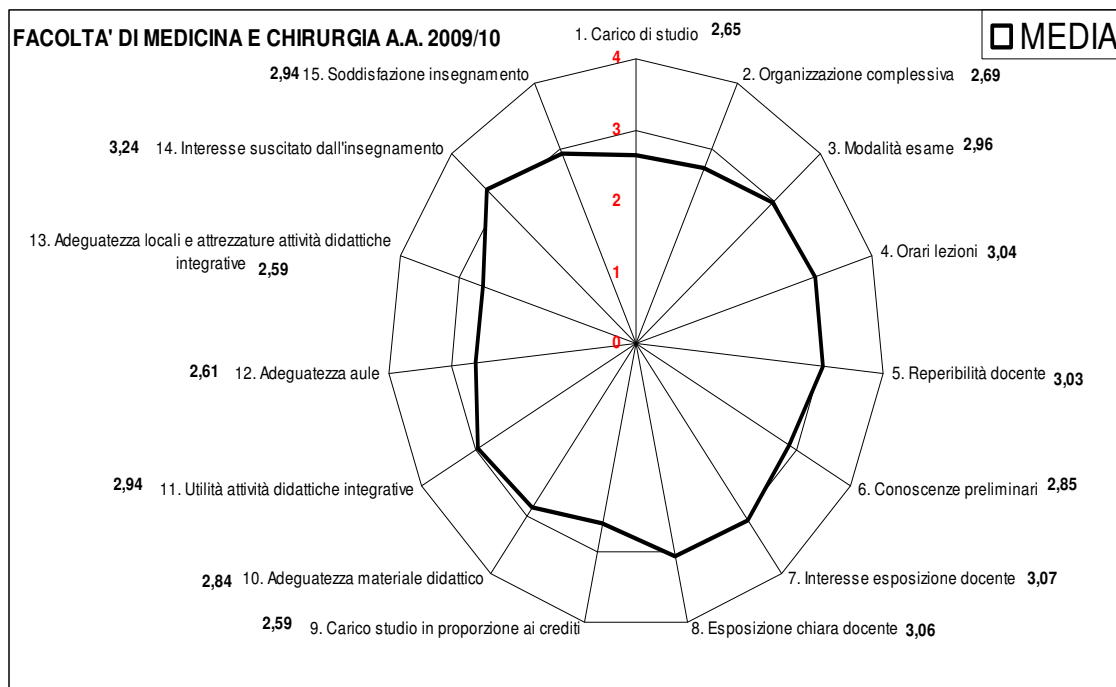 FACOLTA' DI MEDICINA E CHIRURGIA A.A. 2009/10
MEDIA
1. Carico di studio 2,65
2. Organizzazione complessiva 2,69
3. Modalità esame 2,96
4. Orari lezioni 3,04
5. Reperibilità docente 3,03
6. Conoscenze preliminari 2,85
7. Interesse esposizione docente 3,07
8. Esposizione chiara docente 3,06
9. Carico studio in proporzione ai crediti 2,59
10. Adeguatezza materiale didattico 2,84
11. Utilità attività didattiche integrative 2,94
12. Adeguatezza aule 2,61
13. Adeguatezza locali e attrezzature attività didattiche
integrative 2,59
14. Interesse suscitato dall'insegnamento 3,24
15. Soddisfazione insegnamento 2,94
4
3
2
1
0